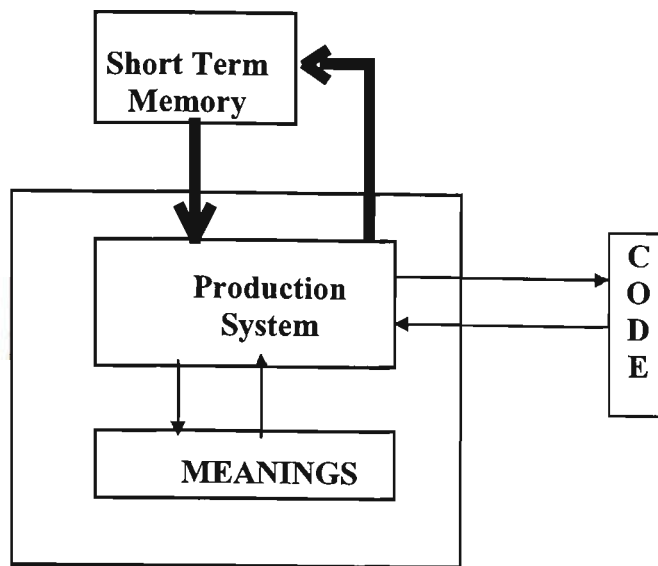 Short Term
Memory
Production
System
MEANINGS
C
O
D
E